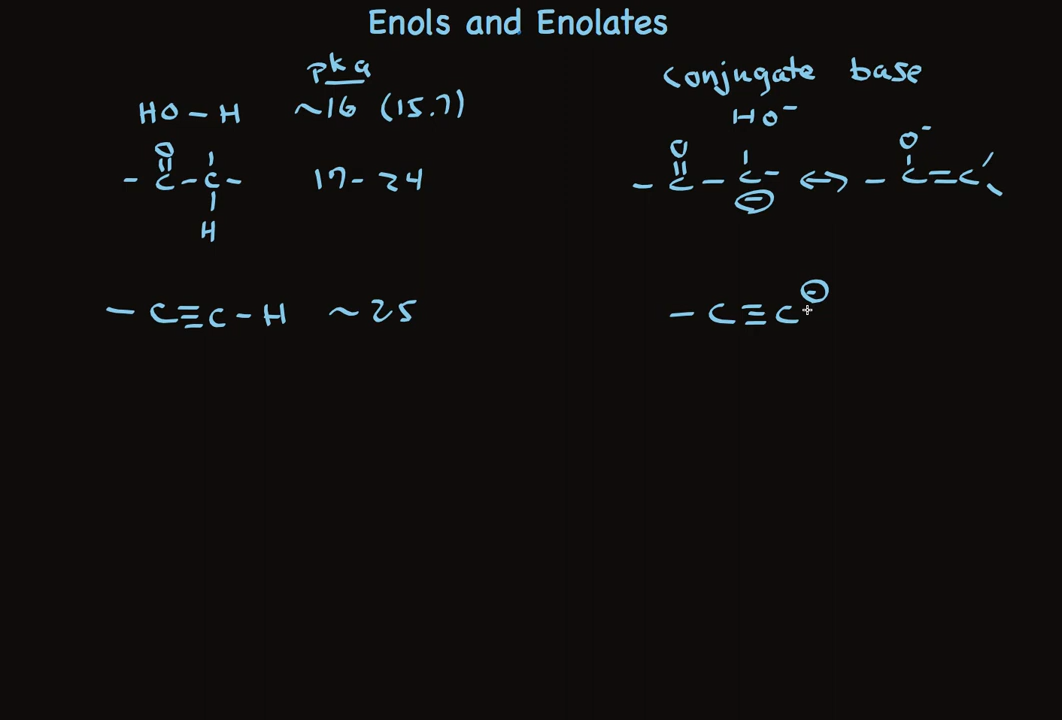 Enols and Enolates
pka
conjugate base
HO-H ~16 (15.7)
HO⁻
O O O⁻
-C-C- 17-24 -C-C- ↔ -C=C
H ⊖
-C≡C-H ~25 -C≡C⊖